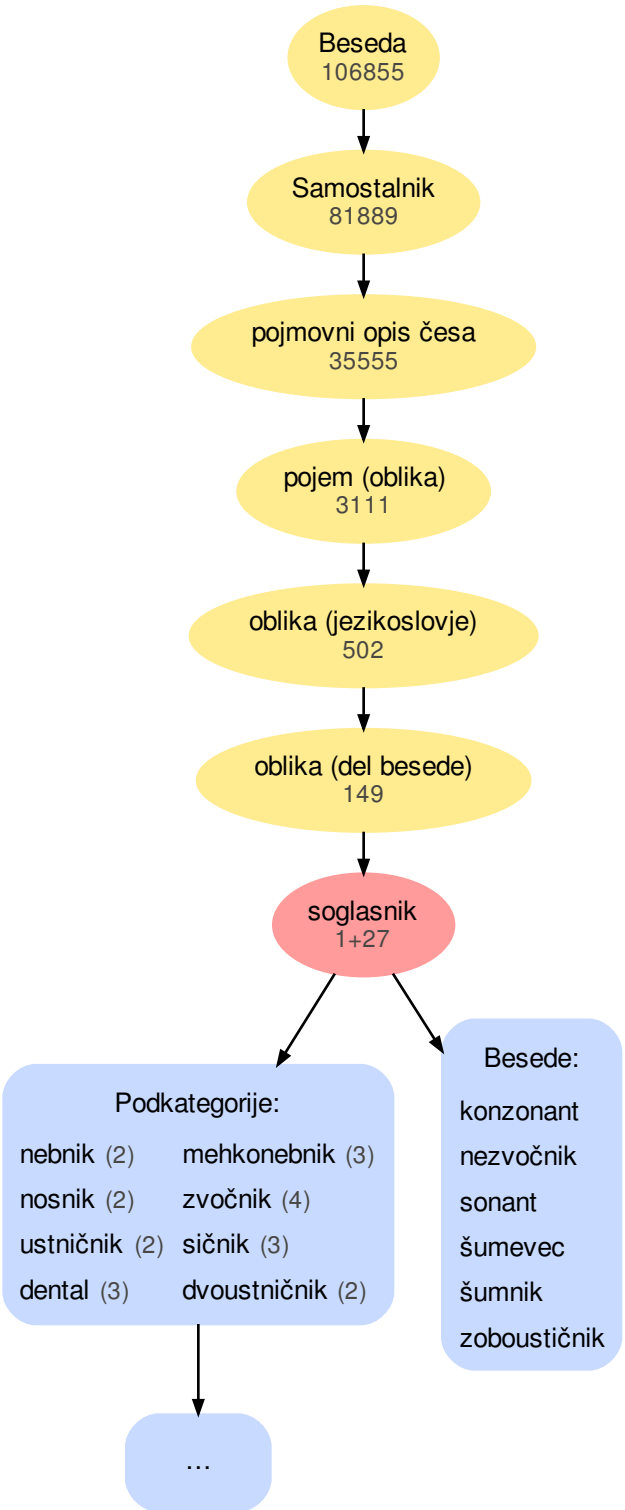 Beseda
106855
Samostalnik
81889
pojmovni opis česa
35555
pojem (oblika)
3111
oblika (jezikoslovje)
502
oblika (del besede)
149
soglasnik
1+27
Podkategorije:
nebnik (2) mehkonebnik (3)
nosnik (2) zvočnik (4)
ustničnik (2) sičnik (3)
dental (3) dvoustničnik (2)
Besede:
konzonant
nezvočnik
sonant
šumevec
šumnik
zoboustičnik
...